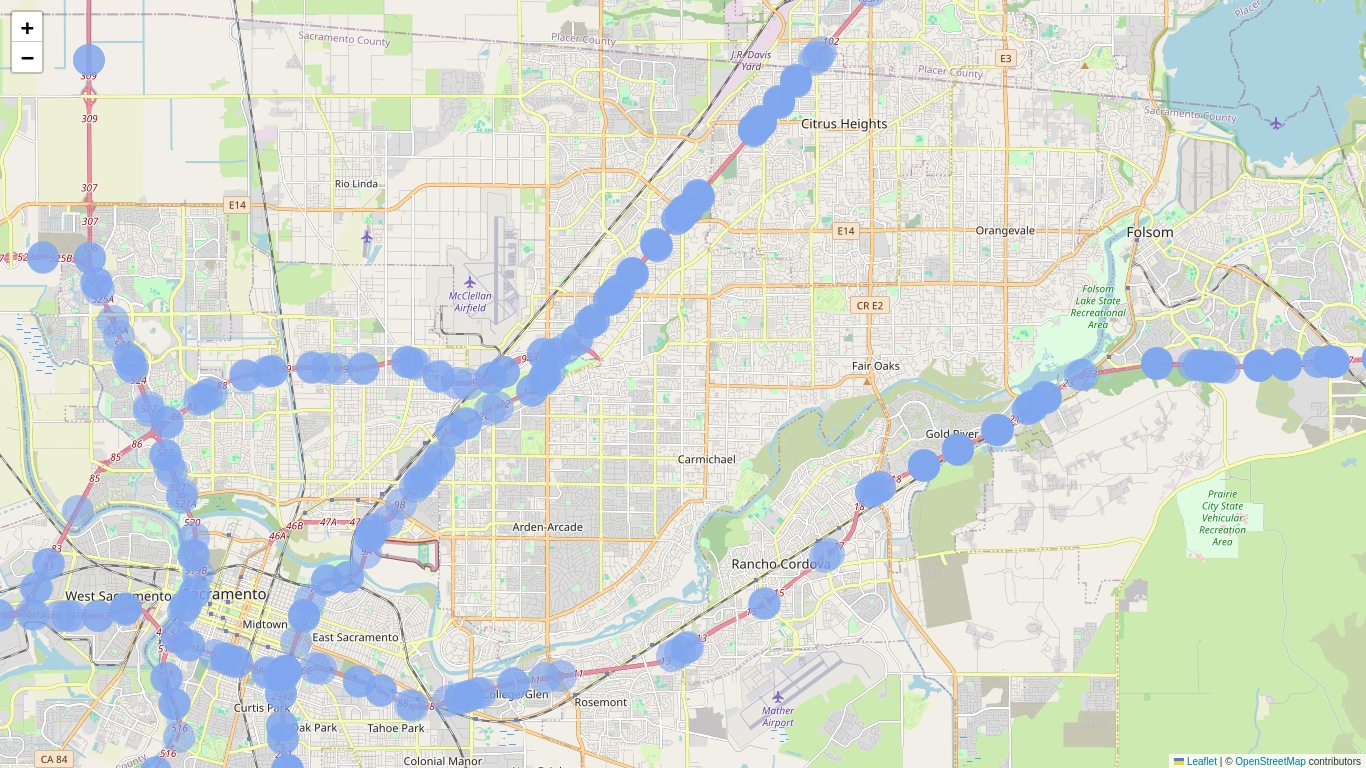 +
−
Sacramento County
Placer County
Placer
J.R. Davis
Yard
102
E3
309
309
Placer County
Sacramento County
Citrus Heights
307
Rio Linda
E14
307
E14
Orangevale
Folsom
525B
525A
McClellan
Airfield
Folsom
Lake State
Recreational
Area
CR E2
Fair Oaks
86
85
85
Gold River
Carmichael
18
Prairie
City State
Vehicular
Recreation
Area
520
46B
47A
46A
9B
18
Arden-Arcade
83
Rancho Cordova
West Sacramento
Sacramento
15
Midtown
East Sacramento
13
11
College/Glen
Rosemont
Mather
Airport
Curtis Park
Oak Park
Tahoe Park
516
516
CA 84
Colonial Manor
Leaflet | © OpenStreetMap contributors